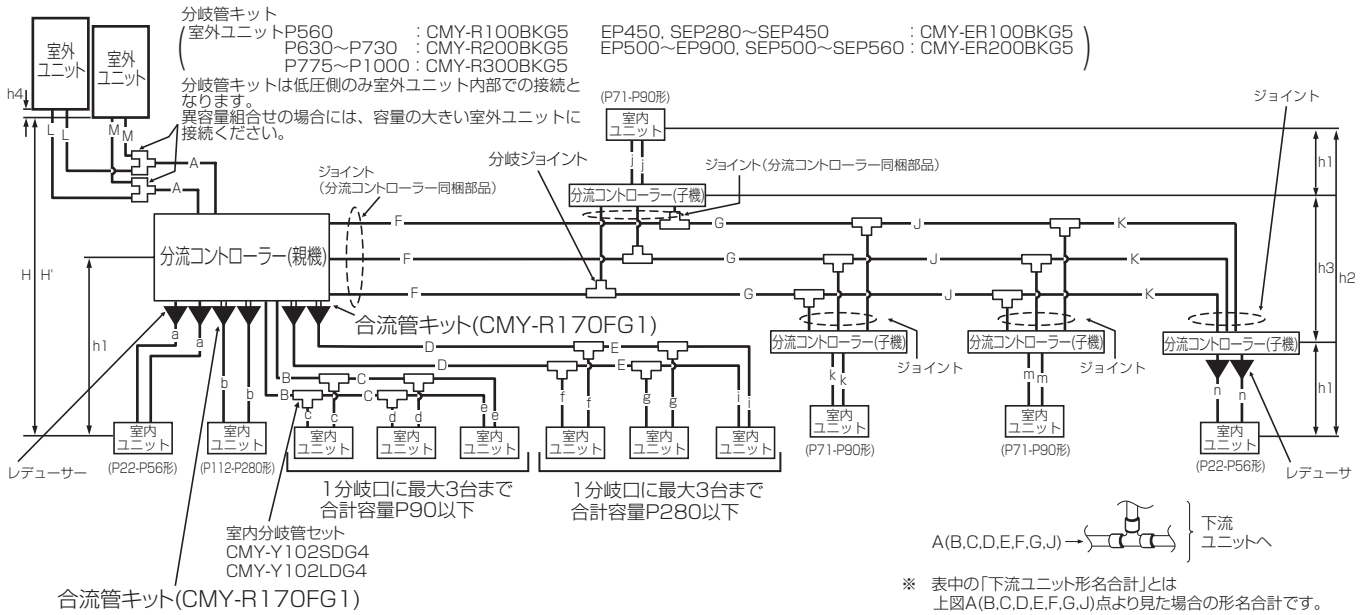 分岐管キット
室外ユニットP560 : CMY-R100BKG5 EP450, SEP280～SEP450 : CMY-ER100BKG5
P630～P730 : CMY-R200BKG5 EP500～EP900, SEP500～SEP560 : CMY-ER200BKG5
P775～P1000 : CMY-R300BKG5
分岐管キットは低圧側のみ室外ユニット内部での接続と
なります。
異容量組合せの場合には、容量の大きい室外ユニットに
接続ください。
室外
ユニット
室外
ユニット
h4
L
L
M
M
A
A
H
H'
h1
(P71-P90形)
室内
ユニット
j
j
分流コントローラー(子機)
ジョイント
ジョイント(分流コントローラー同梱部品)
分岐ジョイント
ジョイント
(分流コントローラー同梱部品)
分流コントローラー(親機)
F
G
J
K
F
G
J
K
F
G
J
K
h1
h3
h2
h1
合流管キット(CMY-R170FG1)
分流コントローラー(子機)
分流コントローラー(子機)
分流コントローラー(子機)
ジョイント
ジョイント
a
a
b
b
D
E
D
E
B
C
B
C
c
c
d
d
e
e
f
f
g
g
i
i
k
k
m
m
n
n
室内
ユニット
室内
ユニット
室内
ユニット
室内
ユニット
室内
ユニット
室内
ユニット
室内
ユニット
室内
ユニット
室内
ユニット
室内
ユニット
室内
ユニット
レデューサー
(P22-P56形)
(P112-P280形)
(P71-P90形)
(P71-P90形)
(P22-P56形)
レデューサ
1分岐口に最大3台まで
合計容量P90以下
1分岐口に最大3台まで
合計容量P280以下
室内分岐管セット
CMY-Y102SDG4
CMY-Y102LDG4
合流管キット(CMY-R170FG1)
A(B,C,D,E,F,G,J)
下流
ユニットへ
※ 表中の「下流ユニット形名合計」とは
上図A(B,C,D,E,F,G,J)点より見た場合の形名合計です。